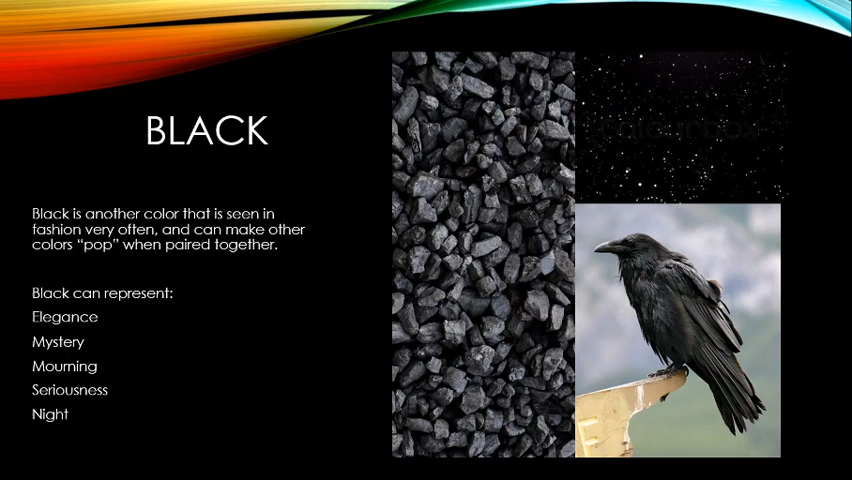 BLACK
Black is another color that is seen in
fashion very often, and can make other
colors “pop” when paired together.
Black can represent:
Elegance
Mystery
Mourning
Seriousness
Night